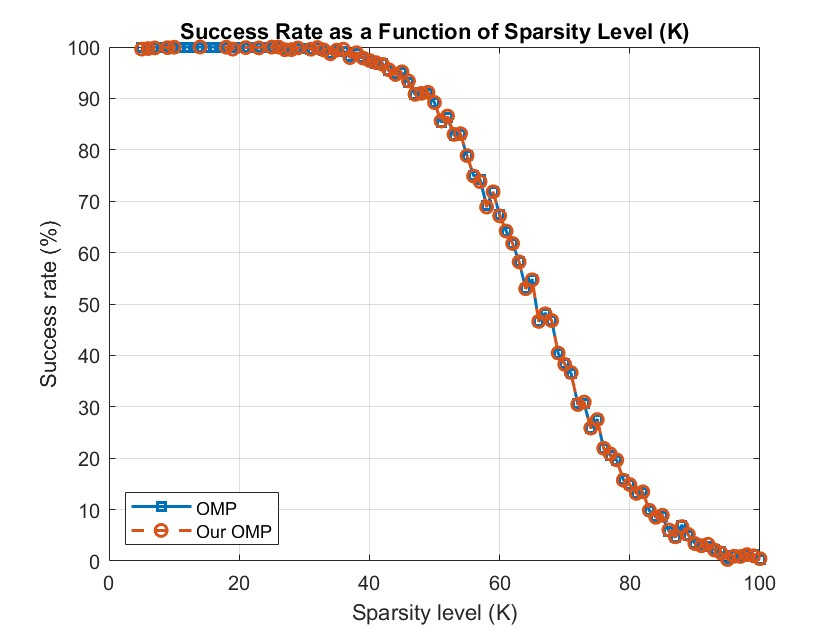 Success Rate as a Function of Sparsity Level (K)
100
90
80
70
60
50
40
30
20
10
0
Success rate (%)
OMP
Our OMP
0 20 40 60 80 100
Sparsity level (K)